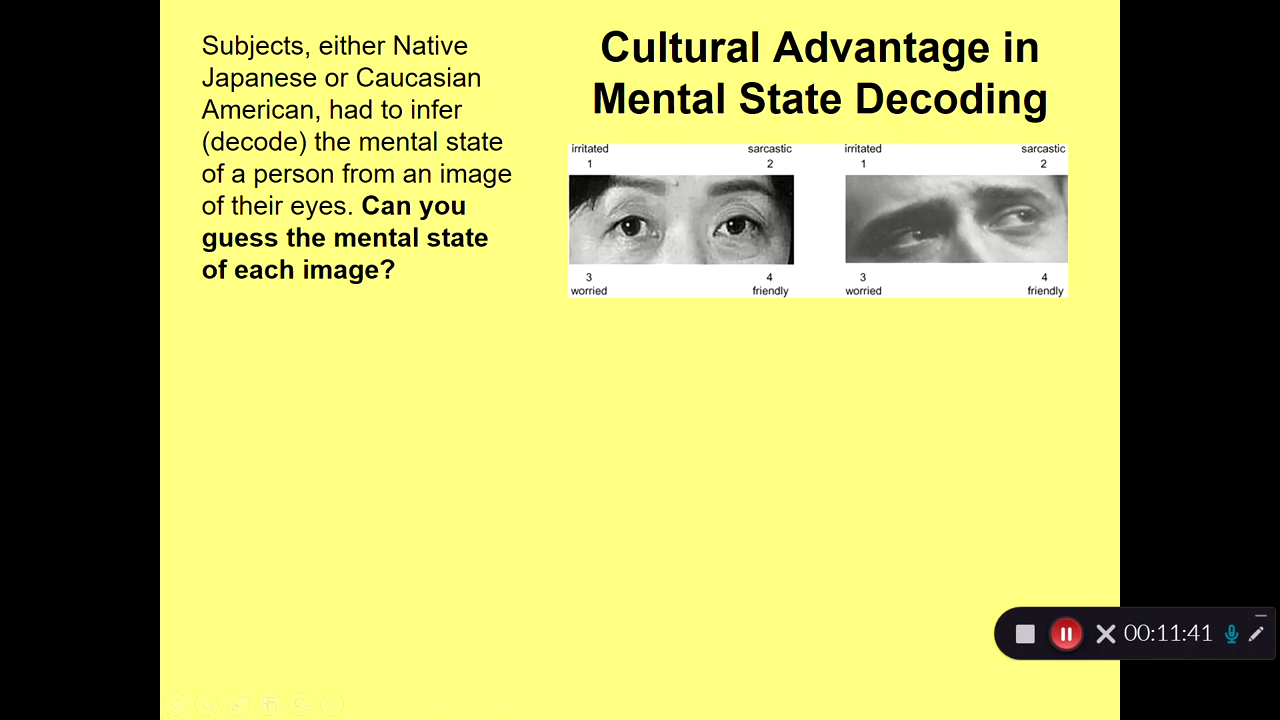 Subjects, either Native
Japanese or Caucasian
American, had to infer
(decode) the mental state
of a person from an image
of their eyes. Can you
guess the mental state
of each image?
Cultural Advantage in
Mental State Decoding
irritated sarcastic
1 2
3 4
worried friendly
irritated sarcastic
1 2
3 4
worried friendly
00:11:41